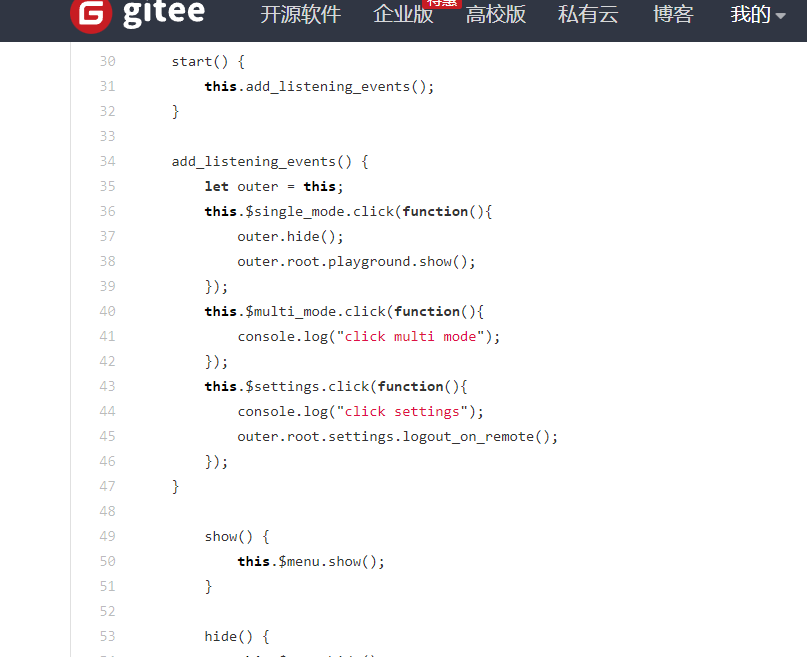 gitee 开源软件 企业版 特惠 高校版 私有云 博客 我的
30 start() {
31 this.add_listening_events();
32 }
33
34 add_listening_events() {
35 let outer = this;
36 this.$single_mode.click(function(){
37 outer.hide();
38 outer.root.playground.show();
39 });
40 this.$multi_mode.click(function(){
41 console.log("click multi mode");
42 });
43 this.$settings.click(function(){
44 console.log("click settings");
45 outer.root.settings.logout_on_remote();
46 });
47 }
48
49 show() {
50 this.$menu.show();
51 }
52
53 hide() {